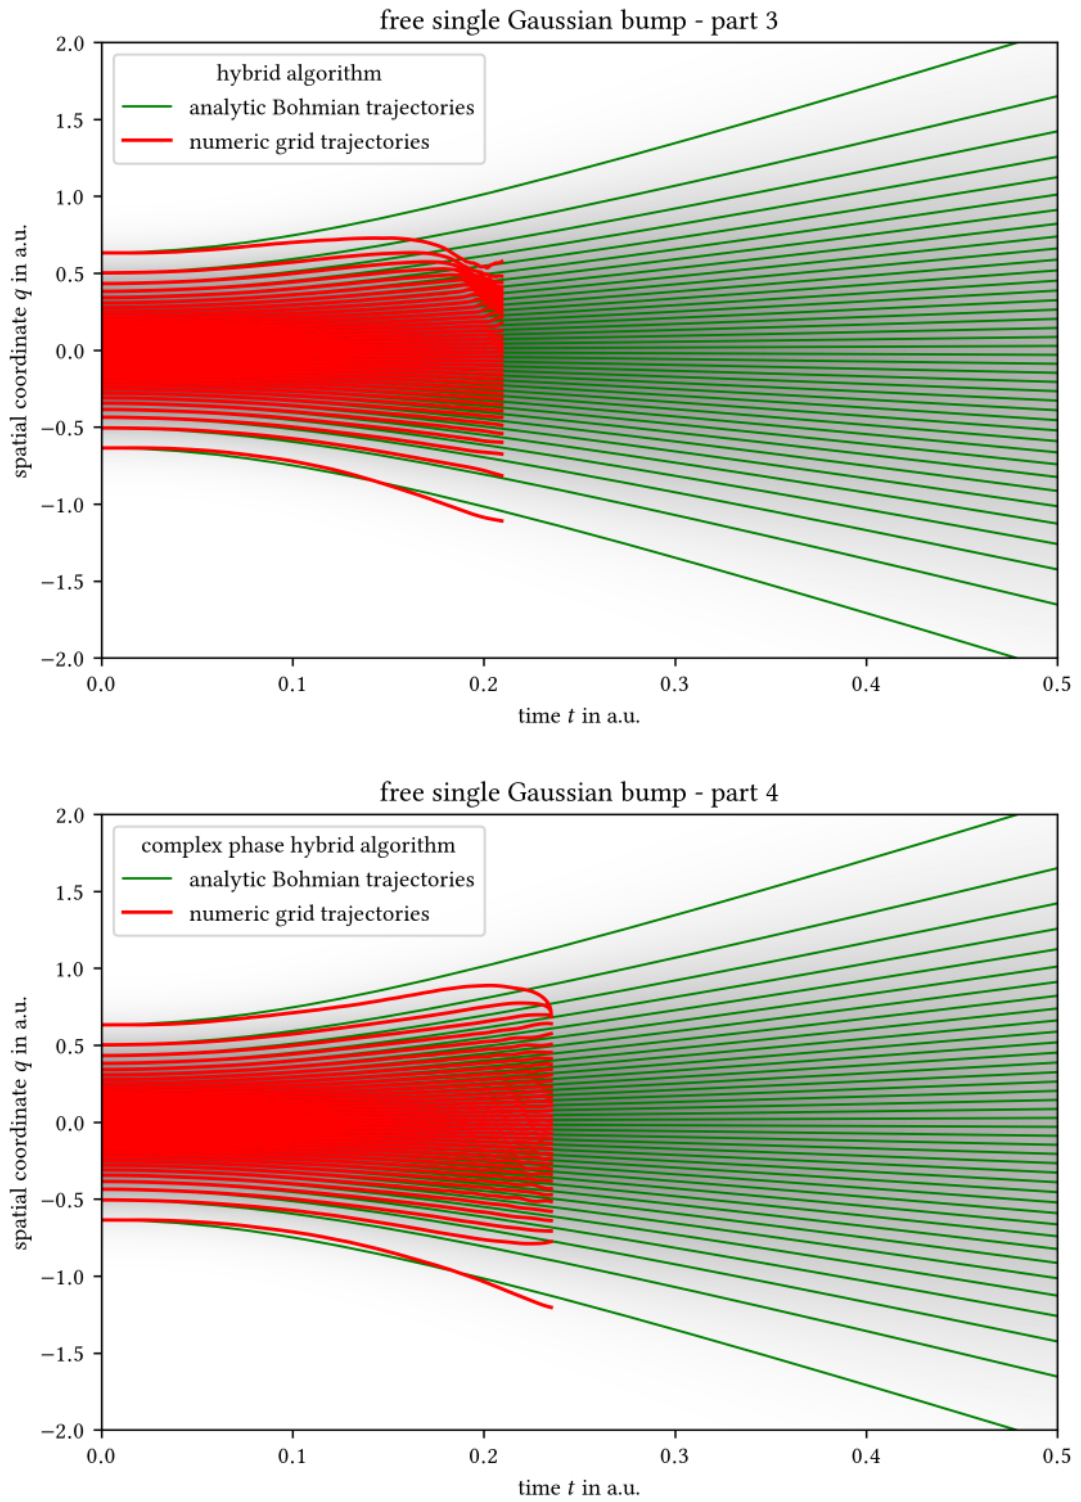 free single Gaussian bump - part 3
hybrid algorithm
analytic Bohmian trajectories
numeric grid trajectories
2.0
1.5
1.0
0.5
0.0
−0.5
−1.0
−1.5
−2.0
spatial coordinate q in a.u.
0.0 0.1 0.2 0.3 0.4 0.5
time t in a.u.
free single Gaussian bump - part 4
complex phase hybrid algorithm
analytic Bohmian trajectories
numeric grid trajectories
2.0
1.5
1.0
0.5
0.0
−0.5
−1.0
−1.5
−2.0
spatial coordinate q in a.u.
0.0 0.1 0.2 0.3 0.4 0.5
time t in a.u.